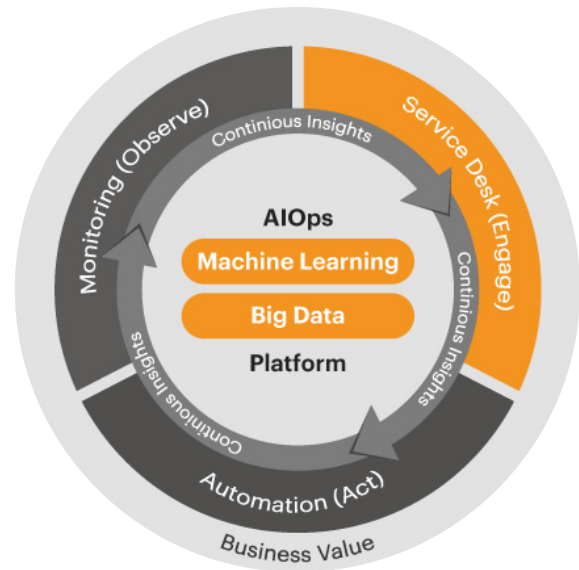 Continious Insights
Service Desk (Engage)
Monitoring (Observe)
AIOps
Machine Learning
Big Data
Platform
Continious Insights
Continious Insights
Automation (Act)
Business Value